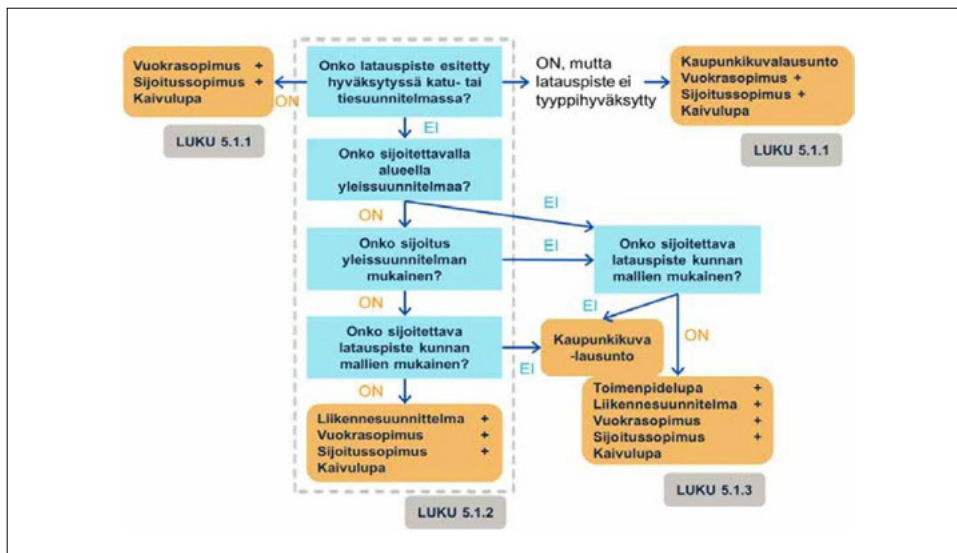 Vuokrasopimus +
Sijoitussopimus +
Kaivulupa
ON
LUKU 5.1.1
Onko latauspiste esitetty
hyväksytyssä katu- tai
tiesuunnitelmassa?
ON, mutta
latauspiste ei
tyyppihyväksytty
Kaupunkikuvalausunto
Vuokrasopimus +
Sijoitussopimus +
Kaivulupa
LUKU 5.1.1
EI
Onko sijoitettavalla
alueella
yleissuunnitelmaa?
EI
ON
Onko sijoitus
yleissuunnitelman
mukainen?
EI
Onko sijoitettava
latauspiste kunnan
mallien mukainen?
ON
EI
ON
Onko sijoitettava
latauspiste kunnan
mallien mukainen?
EI
Kaupunkikuva
-lausunto
ON
Liikennesuunnittelma +
Vuokrasopimus +
Sijoitussopimus +
Kaivulupa
LUKU 5.1.2
Toimenpidelupa +
Liikennesuunnitelma +
Vuokrasopimus +
Sijoitussopimus +
Kaivulupa
LUKU 5.1.3